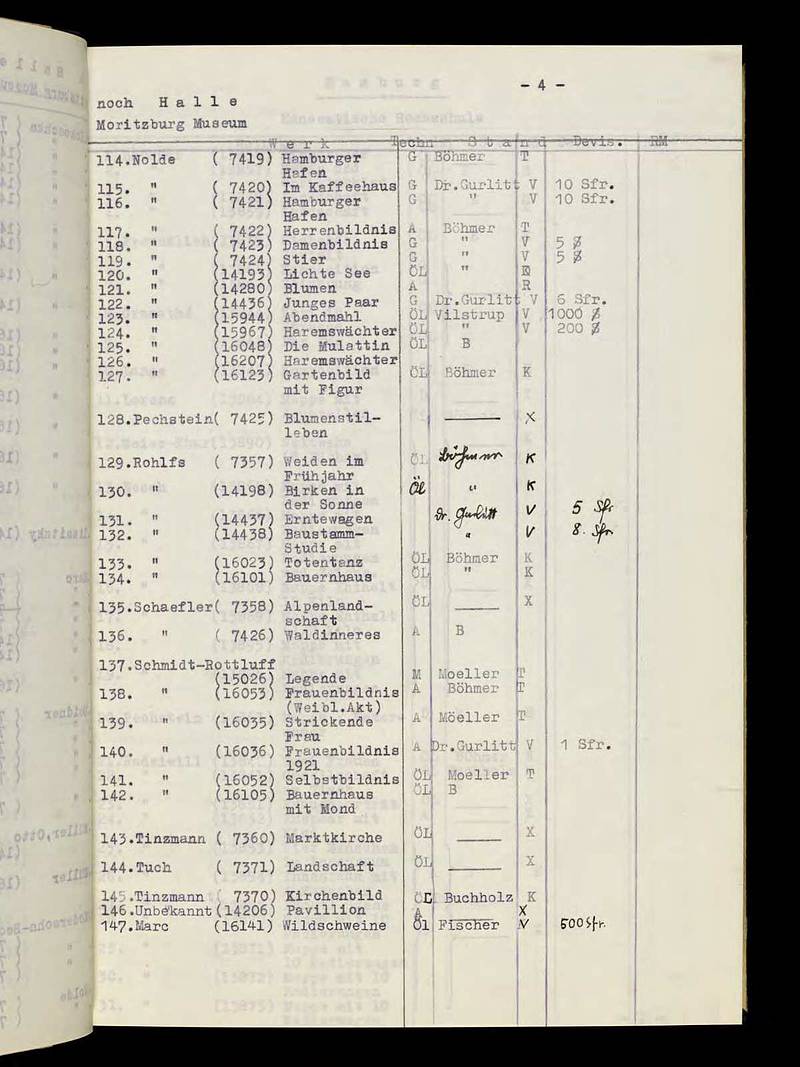 - 4 -
noch H a l l e
Moritzburg Museum
W e r k Techn S t a n d Devis. RM
114.Nolde ( 7419) Hamburger G Böhmer T
Hafen
115. " ( 7420) Im Kaffeehaus G Dr.Gurlitt V 10 Sfr.
116. " ( 7421) Hamburger G " V 10 Sfr.
Hafen
117. " ( 7422) Herrenbildnis A Böhmer T
118. " ( 7423) Damenbildnis G " V 5 $
119. " ( 7424) Stier G " V 5 $
120. " (14193) Lichte See ÖL "
121. " (14280) Blumen A R
122. " (14436) Junges Paar G Dr.Gurlitt V 6 Sfr.
123. " (15944) Abendmahl ÖL Vilstrup V 1000 $
124. " (15967) Haremswächter ÖL " V 200 $
125. " (16048) Die Mulattin ÖL B
126. " (16207) Haremswächter
127. " (16123) Gartenbild ÖL Böhmer K
mit Figur
128.Pechstein( 7425) Blumenstil- ——— X
leben
129.Rohlfs ( 7357) Weiden im ÖL Böhmer K
Frühjahr
130. " (14198) Birken in Öl " K
der Sonne
131. " (14437) Erntewagen Dr. Gurlitt V 5 Sfr
132. " (14438) Baustamm- " V 8. Sfr.
Studie
133. " (16023) Totentanz ÖL Böhmer K
134. " (16101) Bauernhaus ÖL " K
135.Schaefler( 7358) Alpenland- ÖL ——— X
schaft
136. " ( 7426) Waldinneres A B
137.Schmidt-Rottluff
(15026) Legende M Moeller T
138. " (16053) Frauenbildnis A Böhmer T
(Weibl.Akt)
139. " (16035) Strickende A Möeller T
Frau
140. " (16036) Frauenbildnis A Dr.Gurlitt V 1 Sfr.
1921
141. " (16052) Selbstbildnis ÖL Moeller T
142. " (16105) Bauernhaus ÖL B
mit Mond
143.Tinzmann ( 7360) Marktkirche ÖL ——— X
144.Tuch ( 7371) Landschaft ÖL ——— X
145.Tinzmann ( 7370) Kirchenbild ÖL Buchholz K
146.Unbekannt(14206) Pavillion A ——— X
147.Marc (16141) Wildschweine Öl Fischer V 500 Sfr.